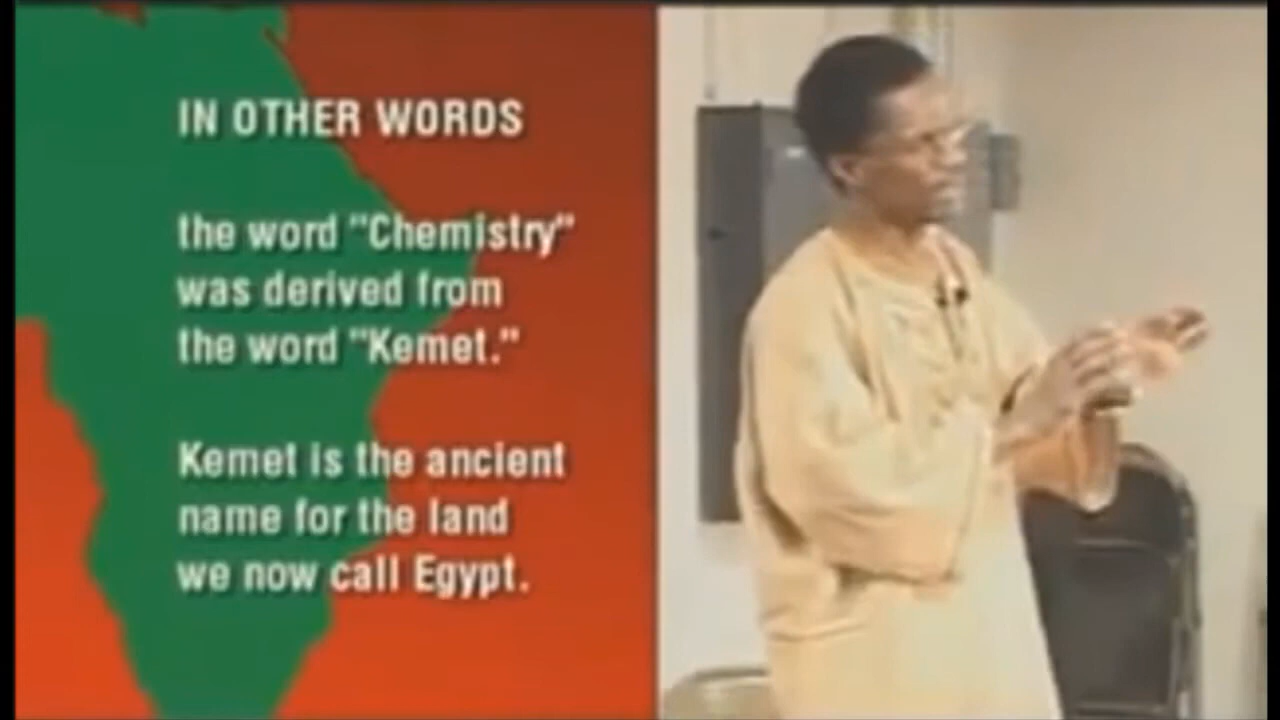 IN OTHER WORDS
the word "Chemistry"
was derived from
the word "Kemet."
Kemet is the ancient
name for the land
we now call Egypt.